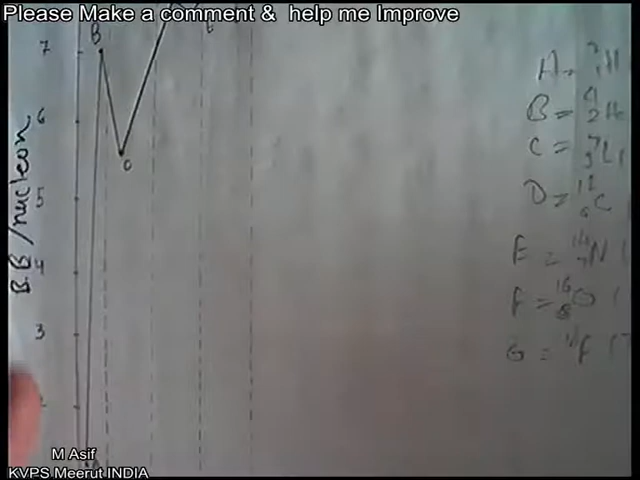 Please Make a comment & help me Improve
B
7
6
C
5
4
3
B.E/nucleon
A = ²₁H
B = ⁴₂He
C = ⁷₃Li
D = ¹²₆C
E = ¹⁴₇N
F = ¹⁶₈O
G =
M Asif
KVPS Meerut INDIA